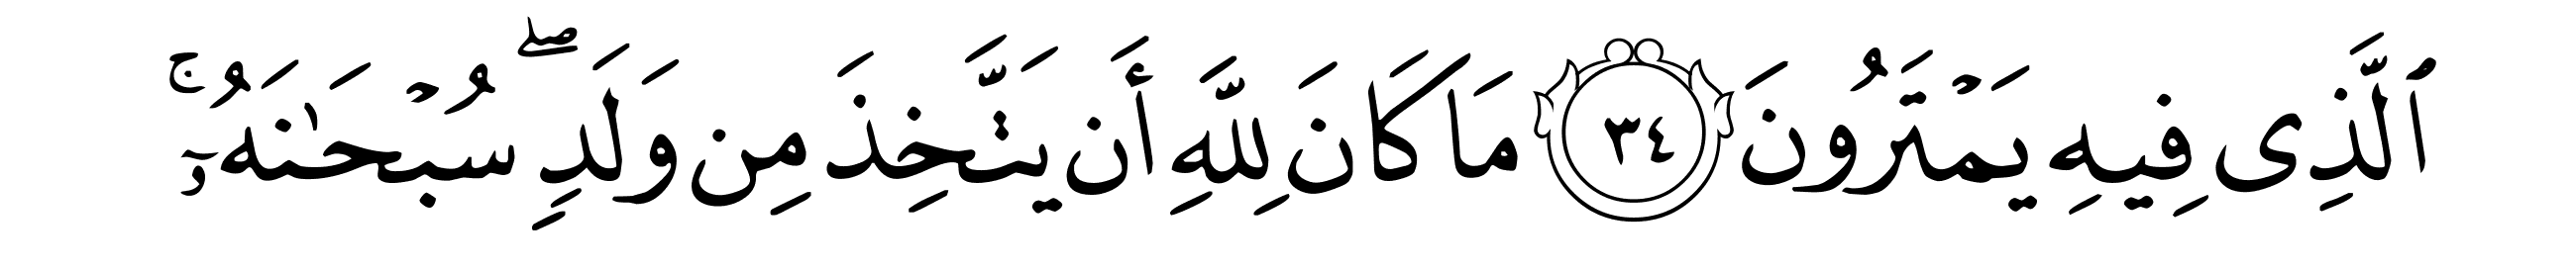 ٱلَّذِى فِيهِ يَمْتَرُونَ ٣٤ مَا كَانَ لِلَّهِ أَن يَتَّخِذَ مِن وَلَدٍۖ سُبْحَـٰنَهُۥٓۚ